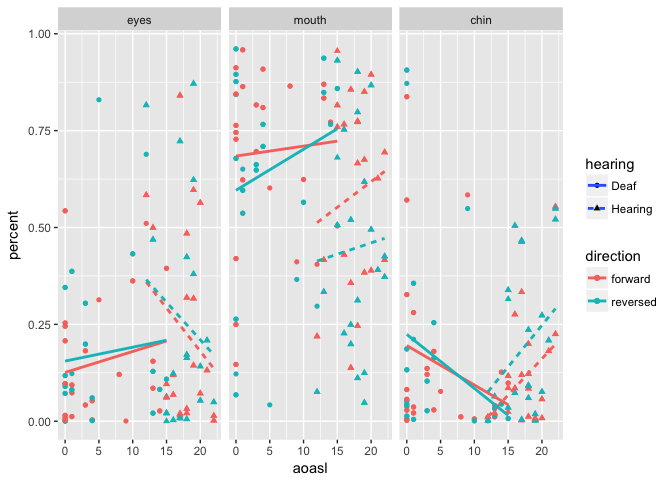 eyes mouth chin
1.00
0.75
0.50
0.25
0.00
percent
0 5 10 15 20 0 5 10 15 20 0 5 10 15 20
aoasl
hearing
Deaf
Hearing
direction
forward
reversed